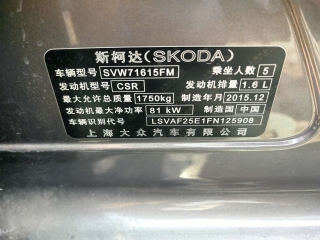 斯柯达(SKODA)
车辆型号 SVW71615FM 乘坐人数 5
发动机型号 CSR 发动机排量 1.6 L
最大允许总质量 1750kg 制造年月 2015.12
发动机最大净功率 81 kW 制造国 中国
车辆识别代号 LSVAF25E1FN125908
上海大众汽车有限公司